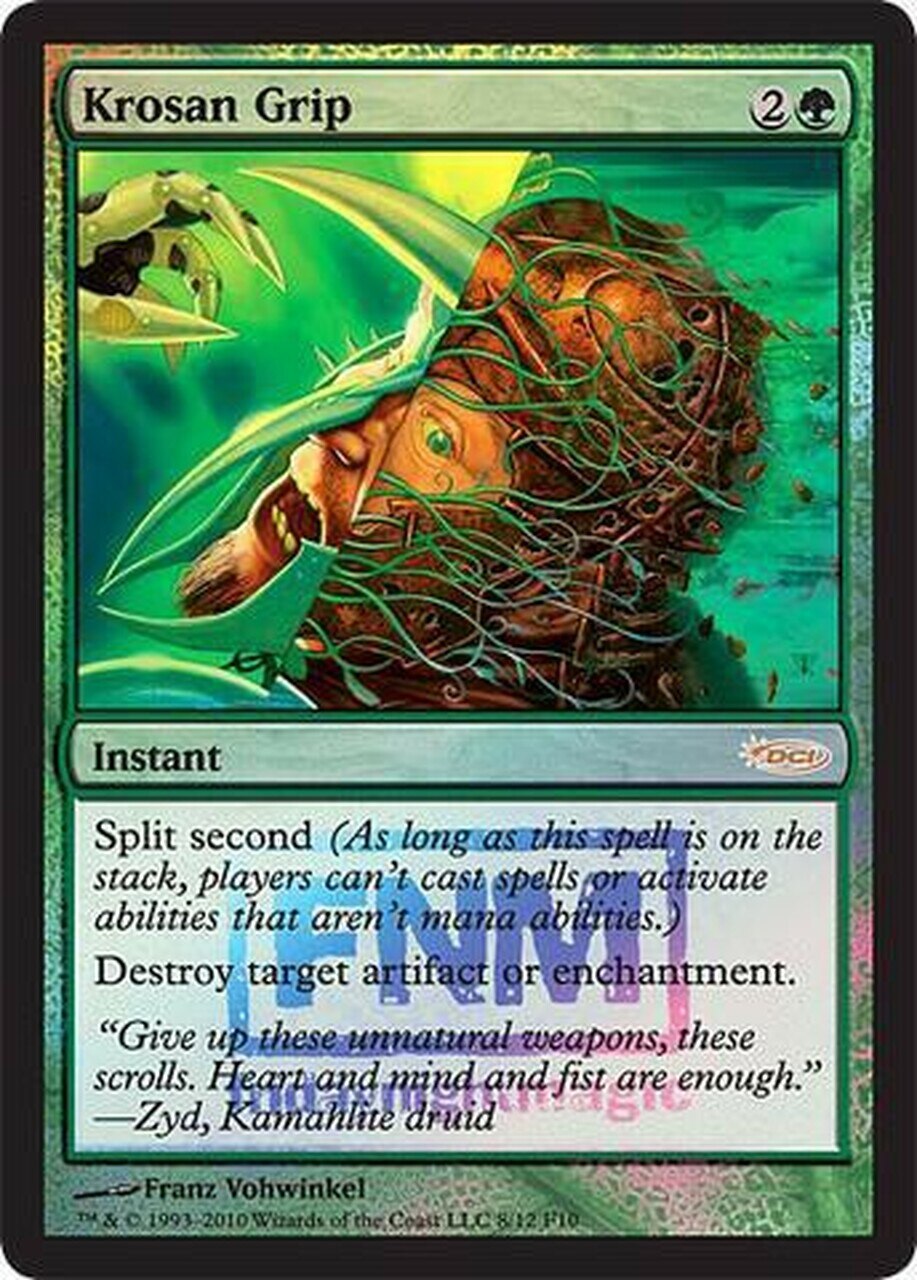 Krosan Grip
2
Instant
DCI
Split second (As long as this spell is on the
stack, players can't cast spells or activate
abilities that aren't mana abilities.)
Destroy target artifact or enchantment.
FNM
"Give up these unnatural weapons, these
scrolls. Heart and mind and fist are enough."
—Zyd, Kamahlite druid
Franz Vohwinkel
™ & © 1993–2010 Wizards of the Coast LLC 8/12 F10